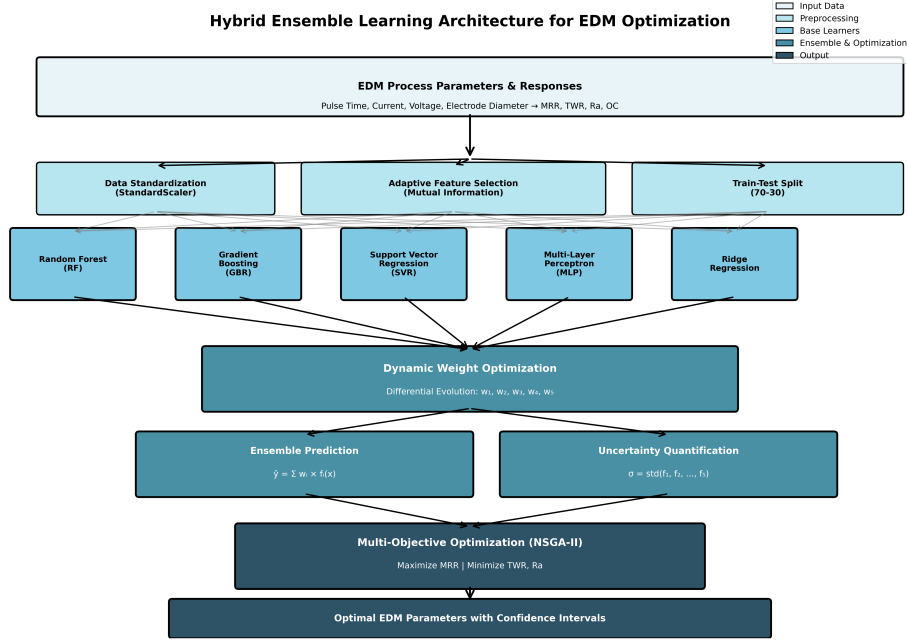 Hybrid Ensemble Learning Architecture for EDM Optimization
Input Data
Preprocessing
Base Learners
Ensemble & Optimization
Output
EDM Process Parameters & Responses
Pulse Time, Current, Voltage, Electrode Diameter → MRR, TWR, Ra, OC
Data Standardization
(StandardScaler)
Adaptive Feature Selection
(Mutual Information)
Train-Test Split
(70-30)
Random Forest
(RF)
Gradient
Boosting
(GBR)
Support Vector
Regression
(SVR)
Multi-Layer
Perceptron
(MLP)
Ridge
Regression
Dynamic Weight Optimization
Differential Evolution: w₁, w₂, w₃, w₄, w₅
Ensemble Prediction
ŷ = Σ wᵢ × fᵢ(x)
Uncertainty Quantification
σ = std(f₁, f₂, ..., f₅)
Multi-Objective Optimization (NSGA-II)
Maximize MRR | Minimize TWR, Ra
Optimal EDM Parameters with Confidence Intervals